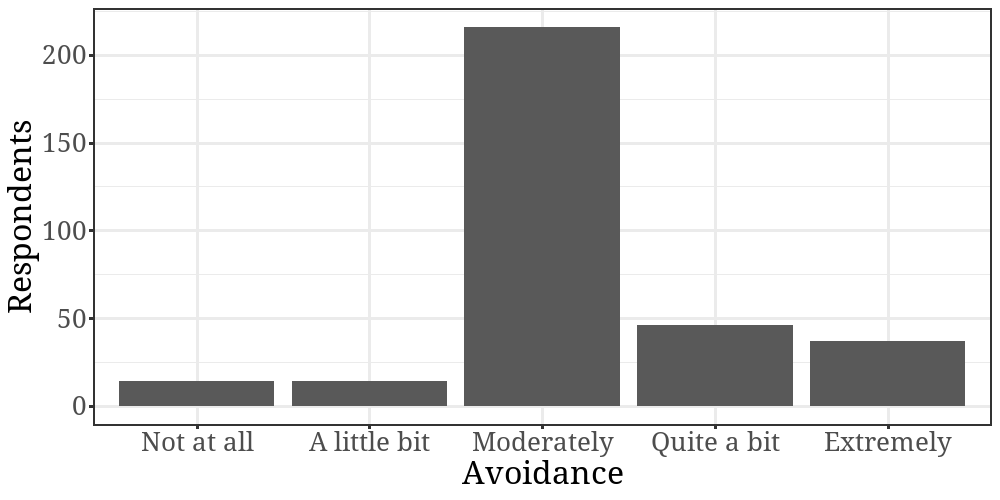 Respondents
200
150
100
50
0
Not at all A little bit Moderately Quite a bit Extremely
Avoidance